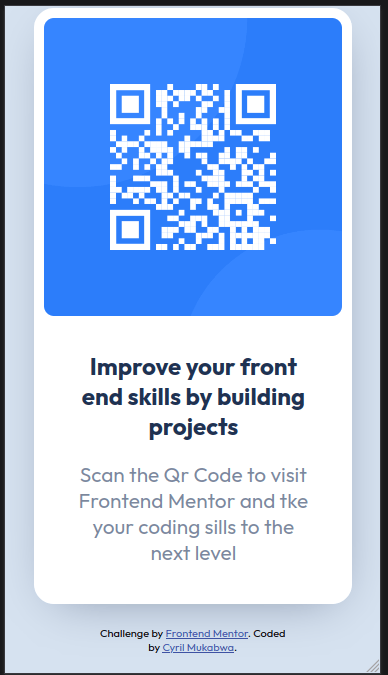 Improve your front
end skills by building
projects
Scan the Qr Code to visit
Frontend Mentor and tke
your coding sills to the
next level
Challenge by Frontend Mentor. Coded
by Cyril Mukabwa.